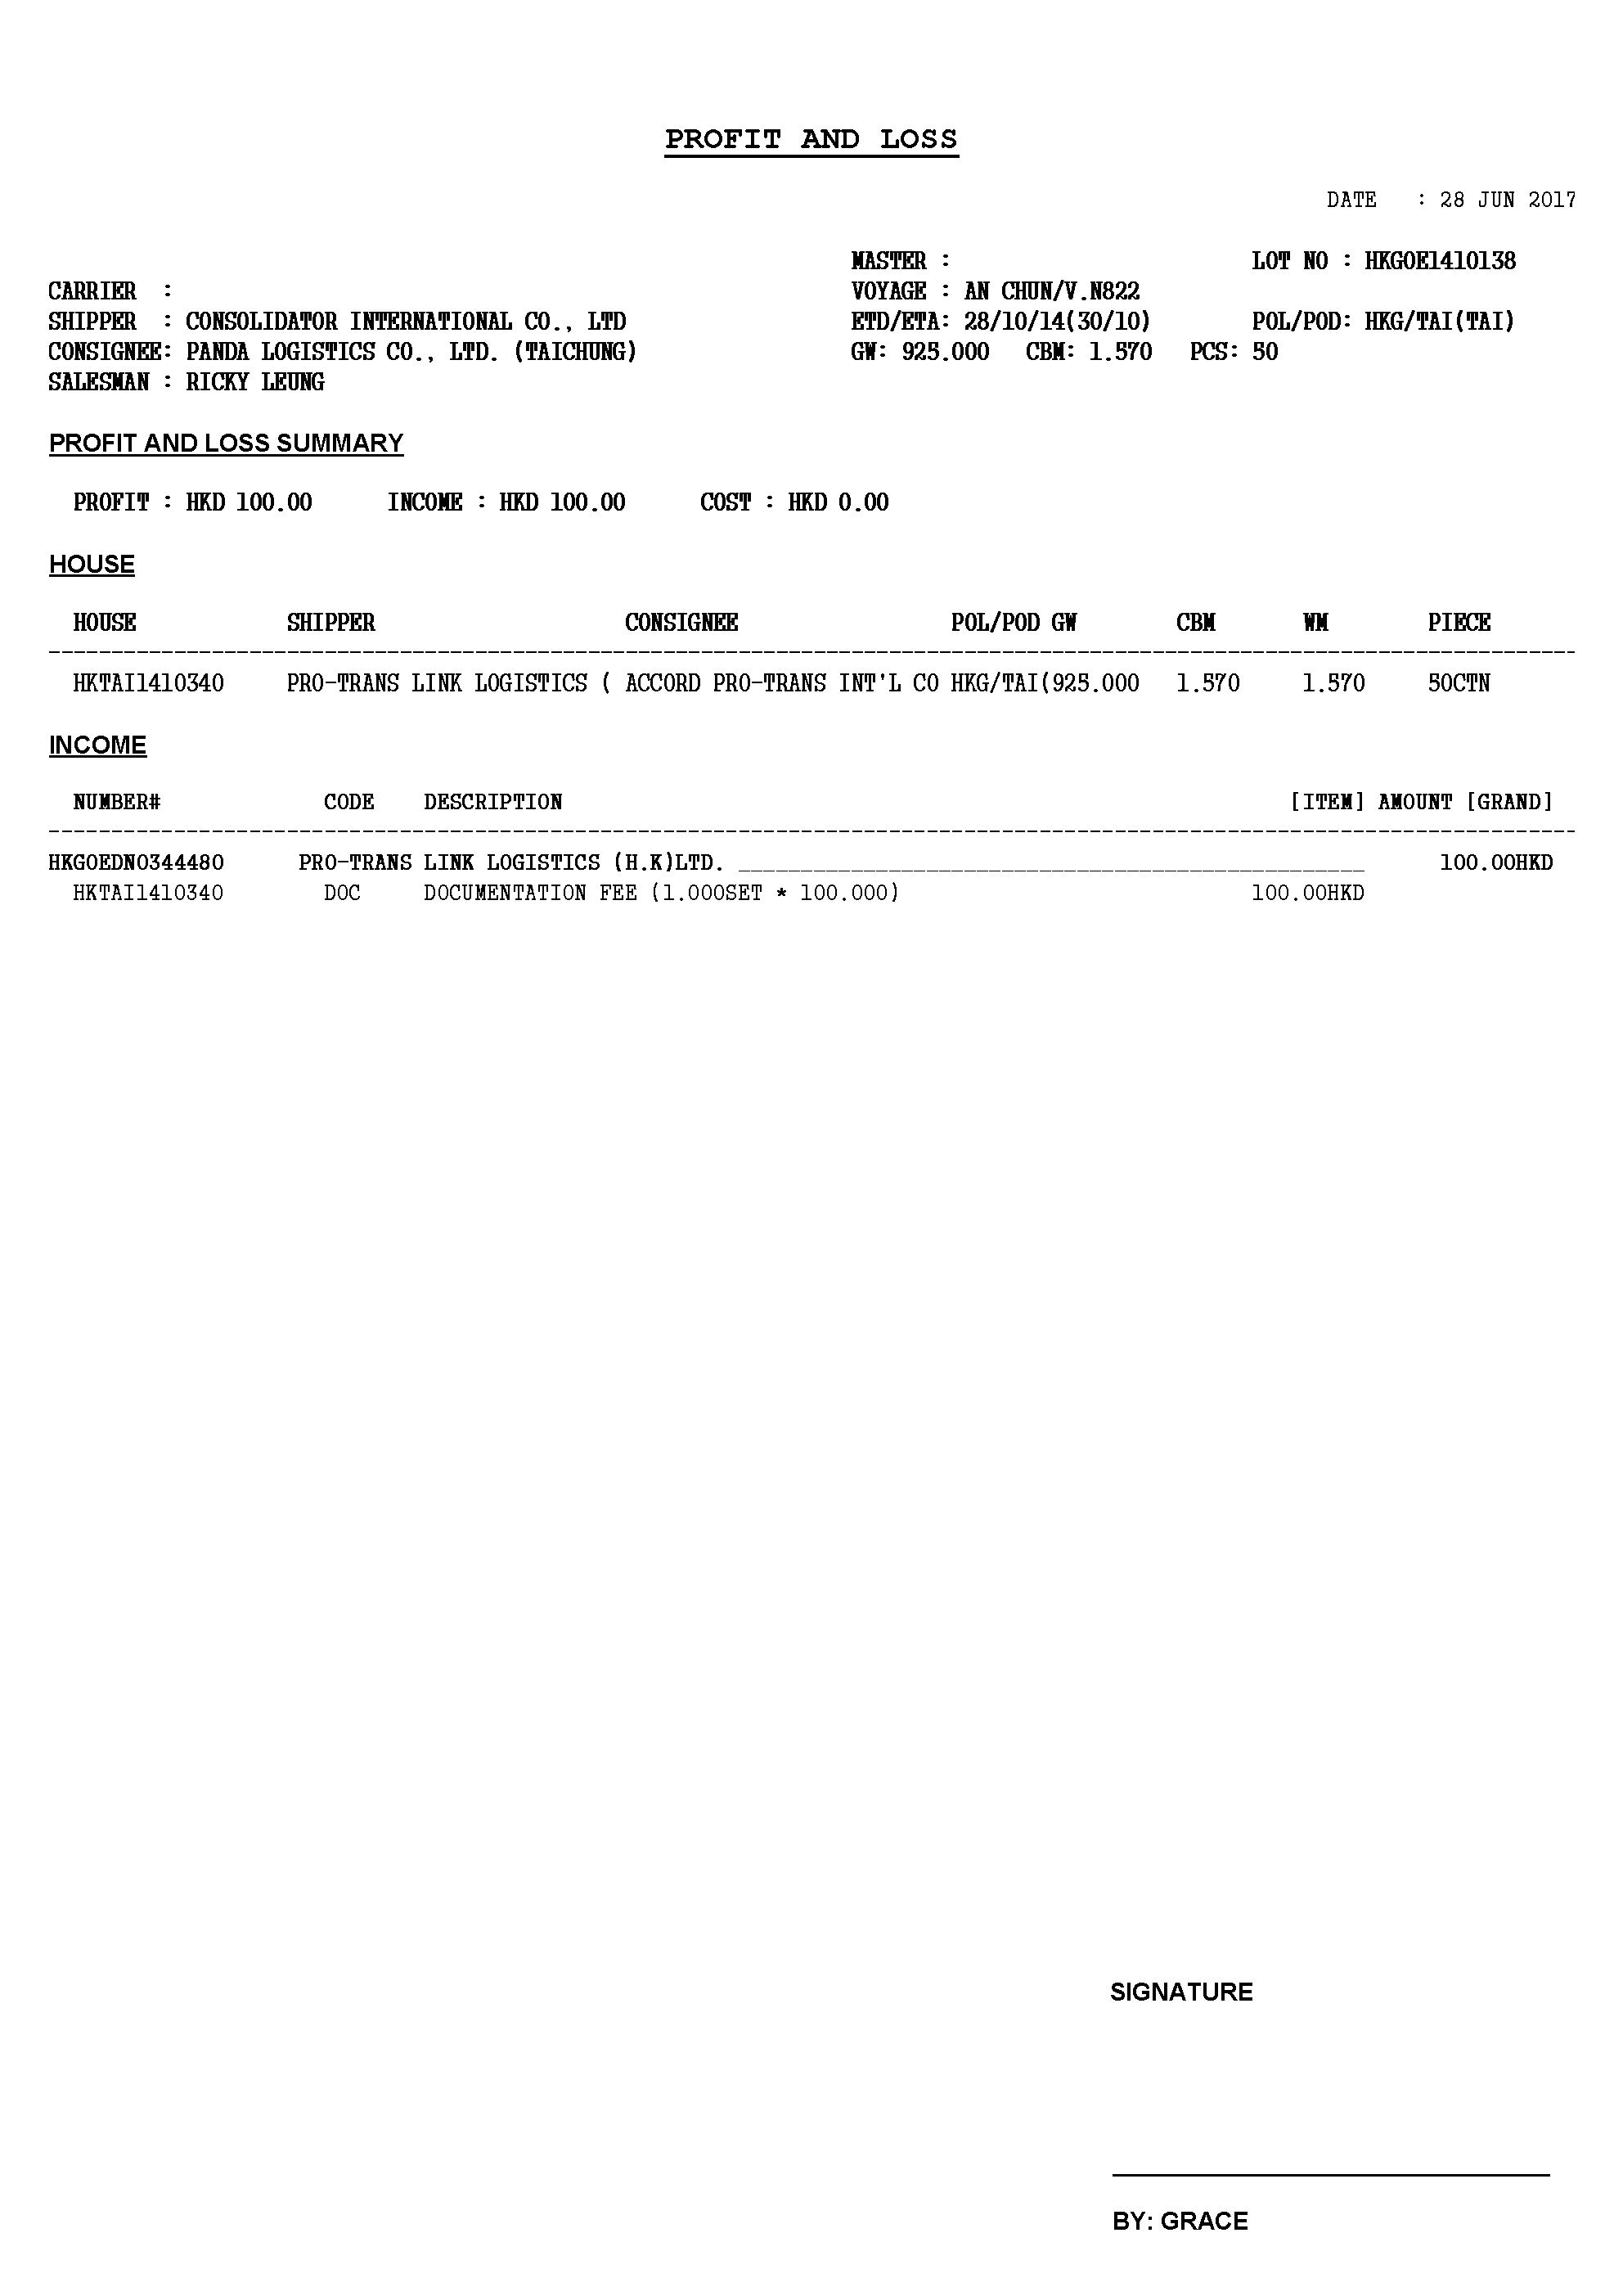 PROFIT AND LOSS
DATE : 28 JUN 2017
MASTER : LOT NO : HKGOE1410138
CARRIER : VOYAGE : AN CHUN/V.N822
SHIPPER : CONSOLIDATOR INTERNATIONAL CO., LTD ETD/ETA: 28/10/14(30/10) POL/POD: HKG/TAI(TAI)
CONSIGNEE: PANDA LOGISTICS CO., LTD. (TAICHUNG) GW: 925.000 CBM: 1.570 PCS: 50
SALESMAN : RICKY LEUNG
PROFIT AND LOSS SUMMARY
PROFIT : HKD 100.00 INCOME : HKD 100.00 COST : HKD 0.00
HOUSE
HOUSE SHIPPER CONSIGNEE POL/POD GW CBM WM PIECE
HKTAI1410340 PRO-TRANS LINK LOGISTICS ( ACCORD PRO-TRANS INT'L CO HKG/TAI(925.000 1.570 1.570 50CTN
INCOME
NUMBER# CODE DESCRIPTION [ITEM] AMOUNT [GRAND]
HKGOEDN0344480 PRO-TRANS LINK LOGISTICS (H.K)LTD. 100.00HKD
HKTAI1410340 DOC DOCUMENTATION FEE (1.000SET * 100.000) 100.00HKD
SIGNATURE
BY: GRACE